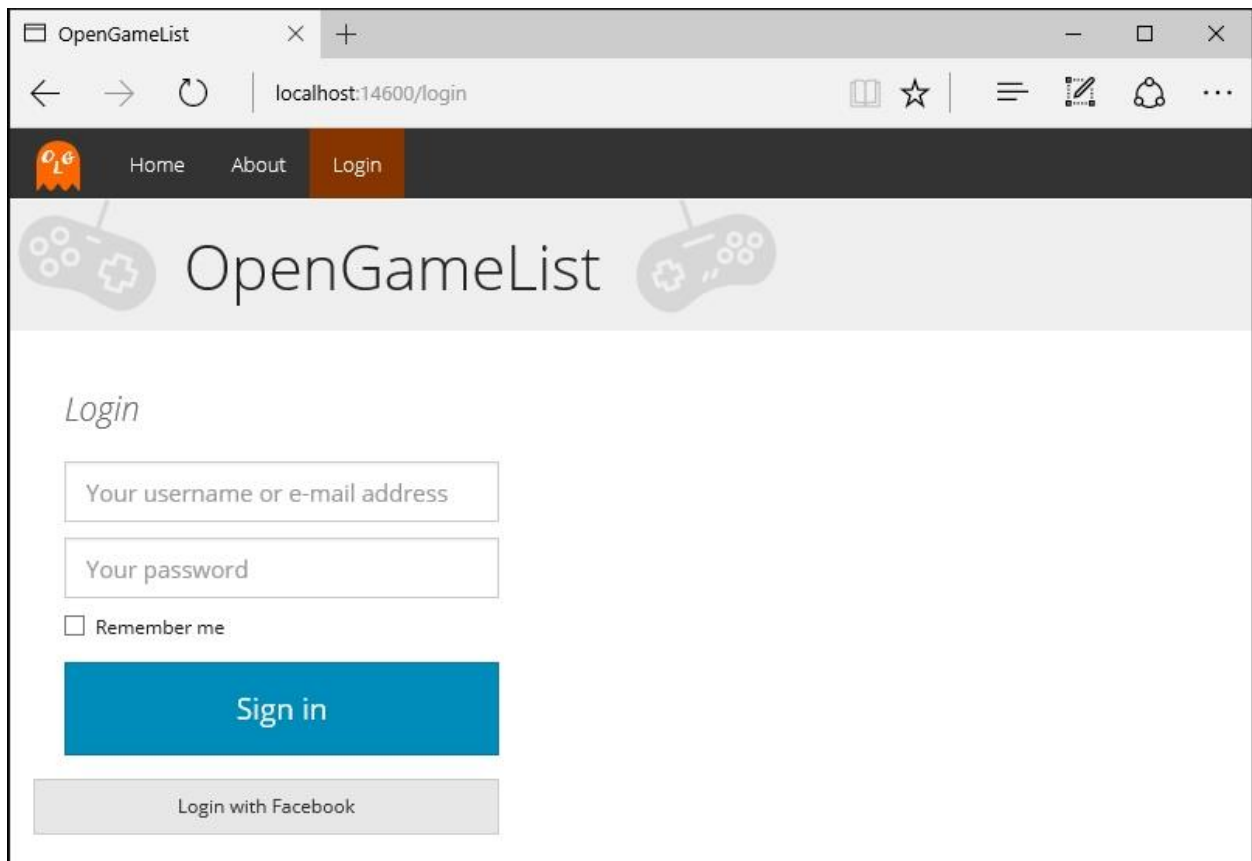 OpenGameList
localhost:14600/login
OLG Home About Login
OpenGameList
Login
Your username or e-mail address
Your password
Remember me
Sign in
Login with Facebook